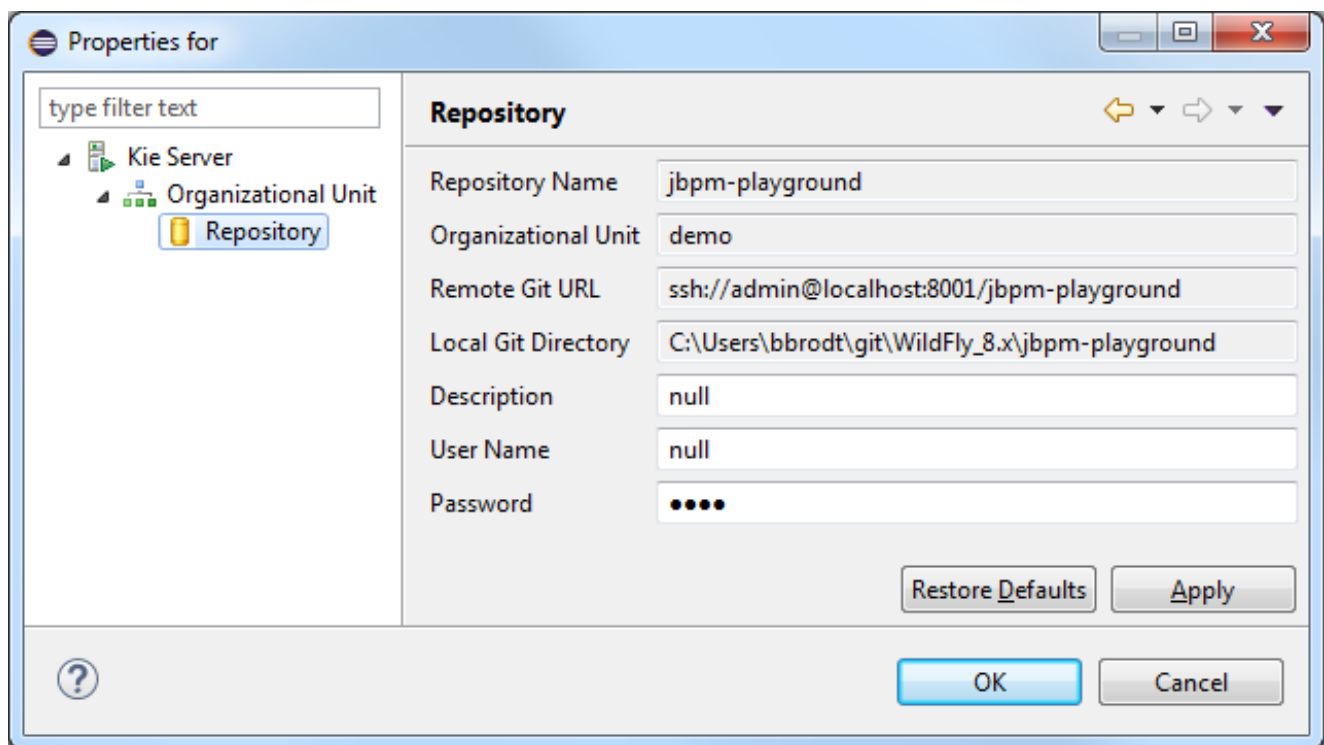 Properties for
type filter text
Kie Server
Organizational Unit
Repository
Repository
Repository Name jbpm-playground
Organizational Unit demo
Remote Git URL ssh://admin@localhost:8001/jbpm-playground
Local Git Directory C:\Users\bbrodt\git\WildFly_8.x\jbpm-playground
Description null
User Name null
Password ••••
Restore Defaults Apply
? OK Cancel